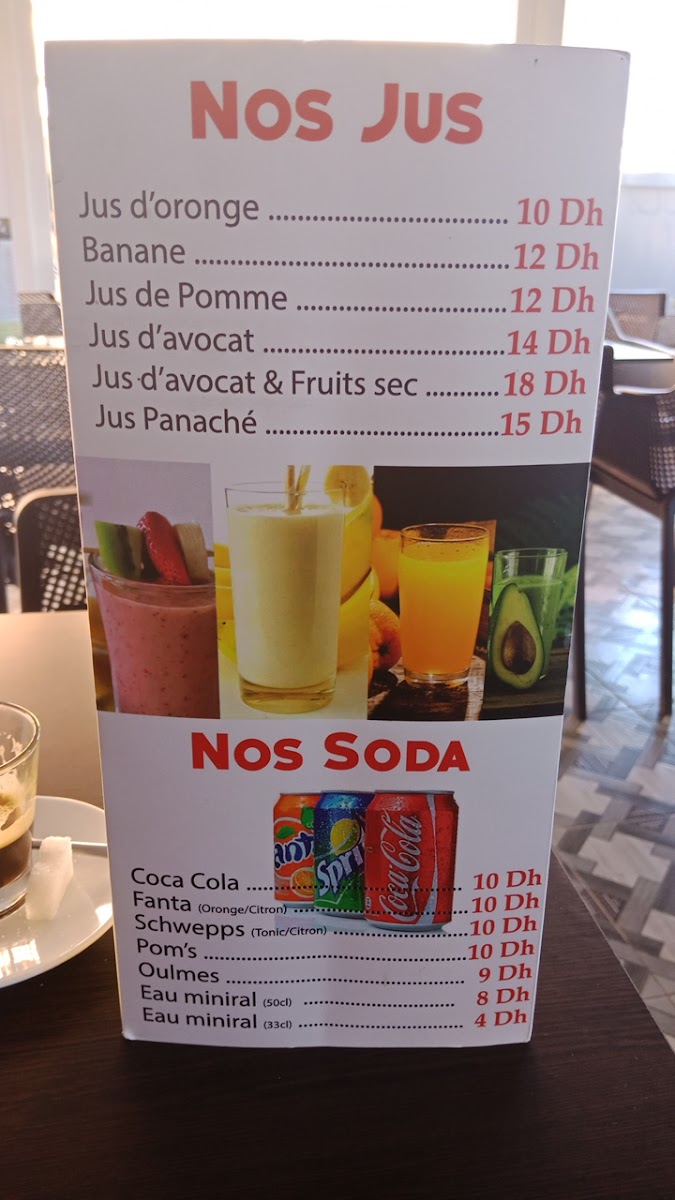 Nos Jus
Jus d'oronge ................................ 10 Dh
Banane .......................................... 12 Dh
Jus de Pomme ............................ 12 Dh
Jus d'avocat ................................ 14 Dh
Jus d'avocat & Fruits sec ........... 18 Dh
Jus Panaché ............................... 15 Dh
Nos Soda
Coca Cola ................................ 10 Dh
Fanta (Oronge/Citron) ......................... 10 Dh
Schwepps (Tonic/Citron) .................... 10 Dh
Pom's ........................................ 10 Dh
Oulmes ..................................... 9 Dh
Eau miniral (50cl) ....................... 8 Dh
Eau miniral (33cl) ......................... 4 Dh